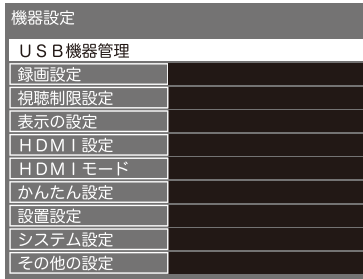 機器設定
ＵＳＢ機器管理
録画設定
視聴制限設定
表示の設定
ＨＤＭＩ設定
ＨＤＭＩモード
かんたん設定
設置設定
システム設定
その他の設定